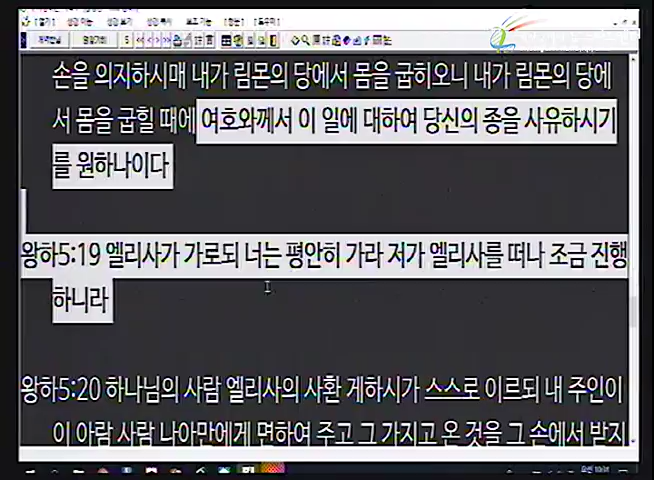 손을 의지하시매 내가 림몬의 당에서 몸을 굽히오니 내가 림몬의 당에
서 몸을 굽힐 때에 여호와께서 이 일에 대하여 당신의 종을 사유하시기
를 원하나이다
왕하5:19 엘리사가 가로되 너는 평안히 가라 저가 엘리사를 떠나 조금 진행
하니라
왕하5:20 하나님의 사람 엘리사의 사환 게하시가 스스로 이르되 내 주인이
이 아람 사람 나아만에게 면하여 주고 그 가지고 온 것을 그 손에서 받지